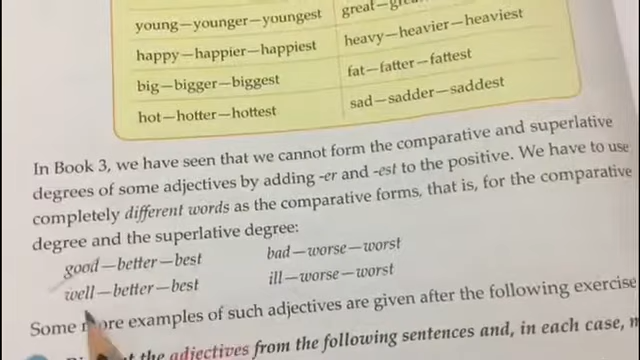 young—younger—youngest
happy—happier—happiest
big—bigger—biggest
hot—hotter—hottest
heavy—heavier—heaviest
fat—fatter—fattest
sad—sadder—saddest
In Book 3, we have seen that we cannot form the comparative and superlative
degrees of some adjectives by adding -er and -est to the positive. We have to use
completely different words as the comparative forms, that is, for the comparative
degree and the superlative degree:
good—better—best
well—better—best
bad—worse—worst
ill—worse—worst
Some more examples of such adjectives are given after the following exercise
the adjectives from the following sentences and, in each case,